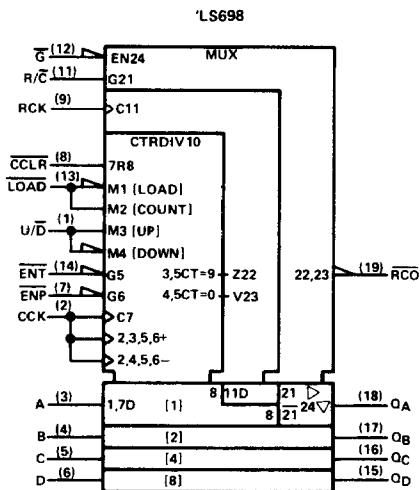 'LS698
MUX
G (12) EN24
R/C (11) G21
RCK (9) C11
CTRDIV10
CCLR (8) 7R8
LOAD (13) M1 [LOAD]
M2 [COUNT]
U/D (1) M3 [UP]
M4 [DOWN]
ENT (14) G5 3,5CT=9 Z22 22,23 (19) RCO
ENP (7) G6 4,5CT=0 V23
CCK (2) C7
2,3,5,6+
2,4,5,6−
A (3) 1,7D [1] 8 11D 21 24 (18) QA
8 21
B (4) [2] (17) QB
C (5) [4] (16) QC
D (6) [8] (15) QD